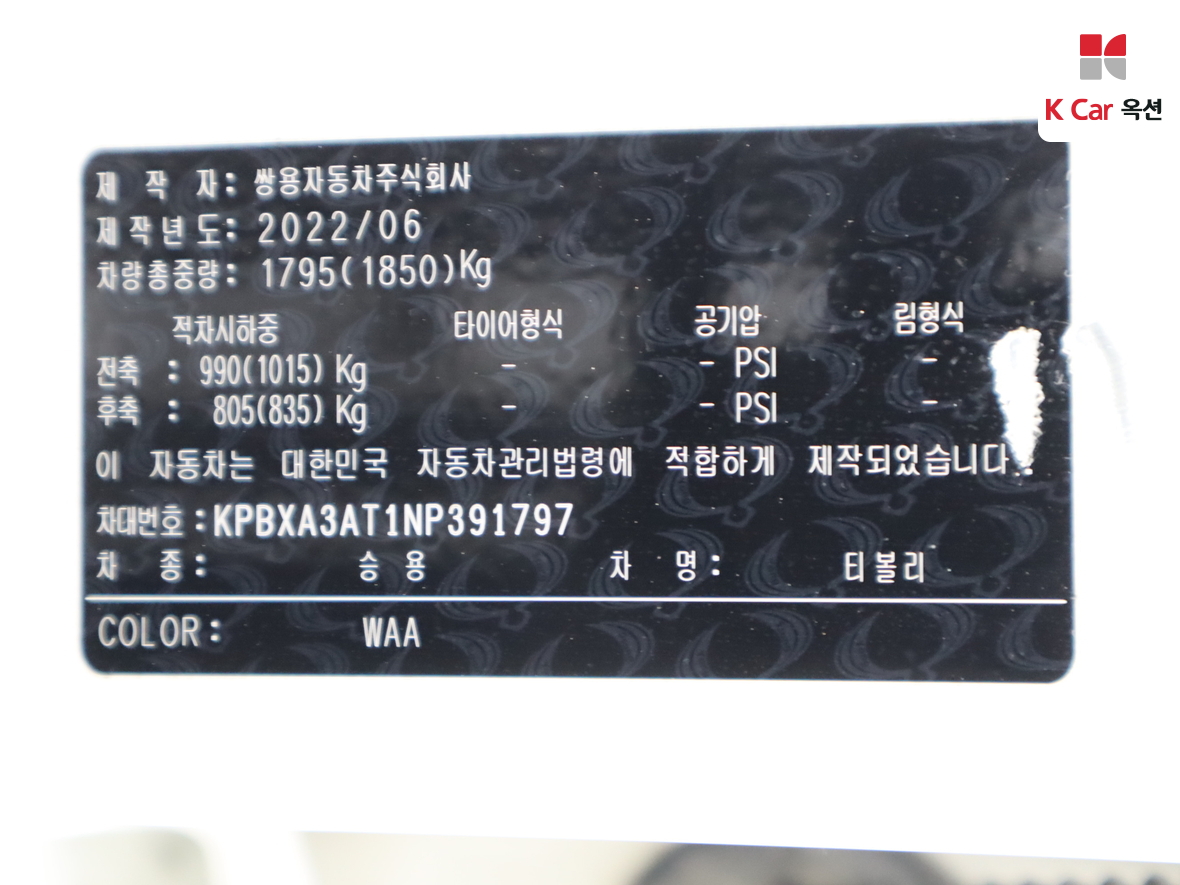 K Car 옥션
제 작 자 : 쌍용자동차주식회사
제 작 년 도 : 2022/06
차량총중량 : 1795(1850)Kg
적차시하중 타이어형식 공기압 림형식
전축 : 990(1015) Kg - - PSI -
후축 : 805(835) Kg - - PSI -
이 자동차는 대한민국 자동차관리법령에 적합하게 제작되었습니다.
차대번호 : KPBXA3AT1NP391797
차 종 : 승 용 차 명 : 티볼리
COLOR : WAA